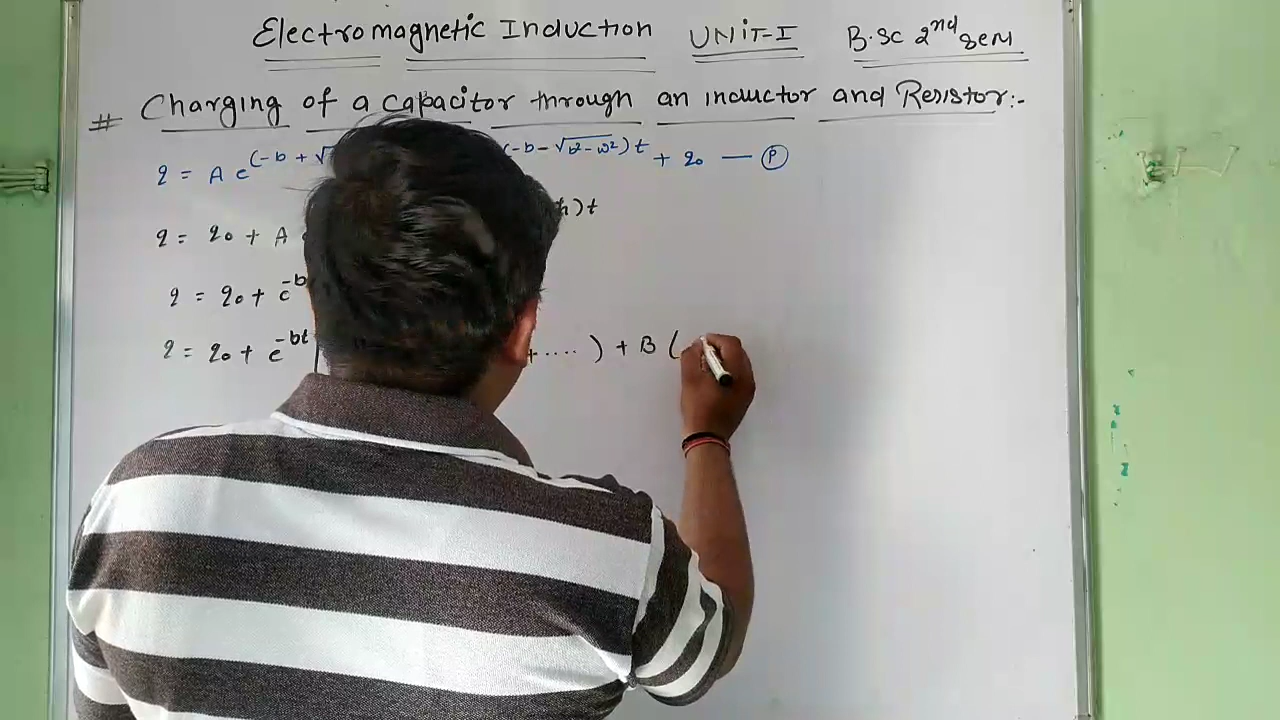 Electromagnetic Induction UNIT-I B.Sc 2nd sem
# Charging of a capacitor through an inductor and Resistor:-
q = A e^(-b + √ (-b - √b²-ω²) t + q₀ — (P)
q = q₀ + A h) t
q = q₀ + e^-b
q = q₀ + e^-bt [ + ....) + B (